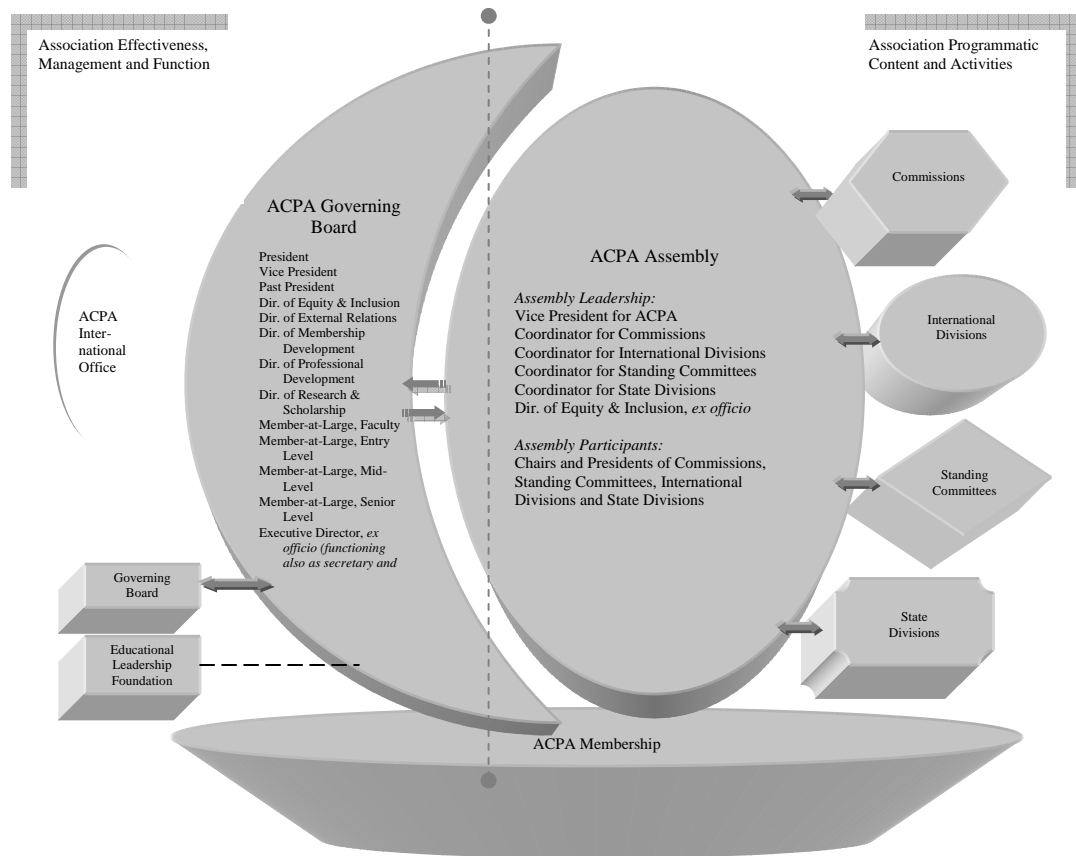 Association Effectiveness,
Management and Function
Association Programmatic
Content and Activities
ACPA
Inter-
national
Office
ACPA Governing
Board
President
Vice President
Past President
Dir. of Equity & Inclusion
Dir. of External Relations
Dir. of Membership
Development
Dir. of Professional
Development
Dir. of Research &
Scholarship
Member-at-Large, Faculty
Member-at-Large, Entry
Level
Member-at-Large, Mid-
Level
Member-at-Large, Senior
Level
Executive Director, ex
officio (functioning
also as secretary and
Governing
Board
Educational
Leadership
Foundation
ACPA Assembly
Assembly Leadership:
Vice President for ACPA
Coordinator for Commissions
Coordinator for International Divisions
Coordinator for Standing Committees
Coordinator for State Divisions
Dir. of Equity & Inclusion, ex officio
Assembly Participants:
Chairs and Presidents of Commissions,
Standing Committees, International
Divisions and State Divisions
Commissions
International
Divisions
Standing
Committees
State
Divisions
ACPA Membership